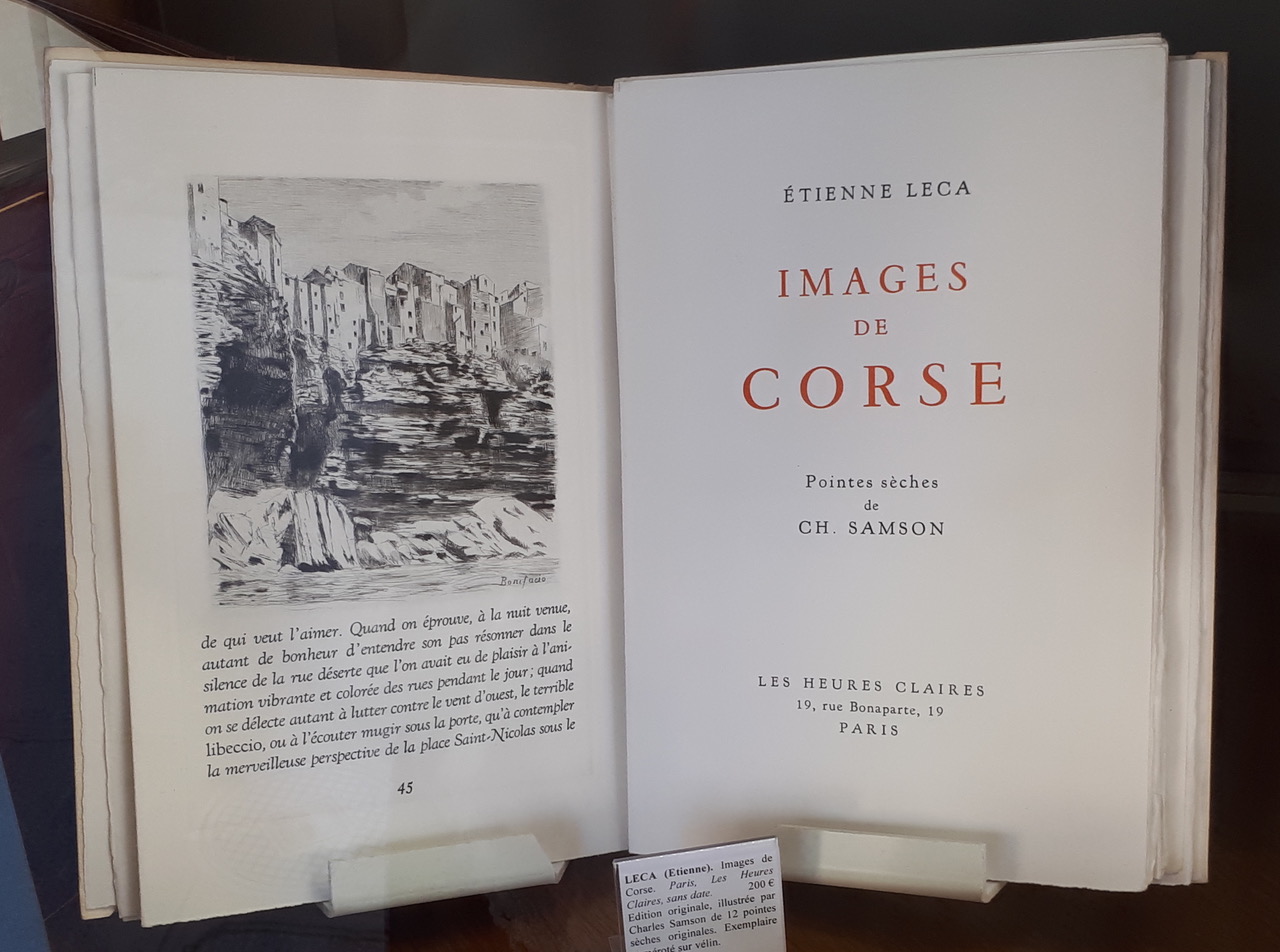 Bonifacio
de qui veut l'aimer. Quand on éprouve, à la nuit venue,
autant de bonheur d'entendre son pas résonner dans le
silence de la rue déserte que l'on avait eu de plaisir à l'ani-
mation vibrante et colorée des rues pendant le jour ; quand
on se délecte autant à lutter contre le vent d'ouest, le terrible
libeccio, ou à l'écouter mugir sous la porte, qu'à contempler
la merveilleuse perspective de la place Saint-Nicolas sous le
45
ÉTIENNE LECA
IMAGES
DE
CORSE
Pointes sèches
de
CH. SAMSON
LES HEURES CLAIRES
19, rue Bonaparte, 19
PARIS
LECA (Etienne). Images de
Corse. Paris, Les Heures
Claires, sans date. 200 €
Edition originale, illustrée par
Charles Samson de 12 pointes
sèches originales. Exemplaire
sur vélin.